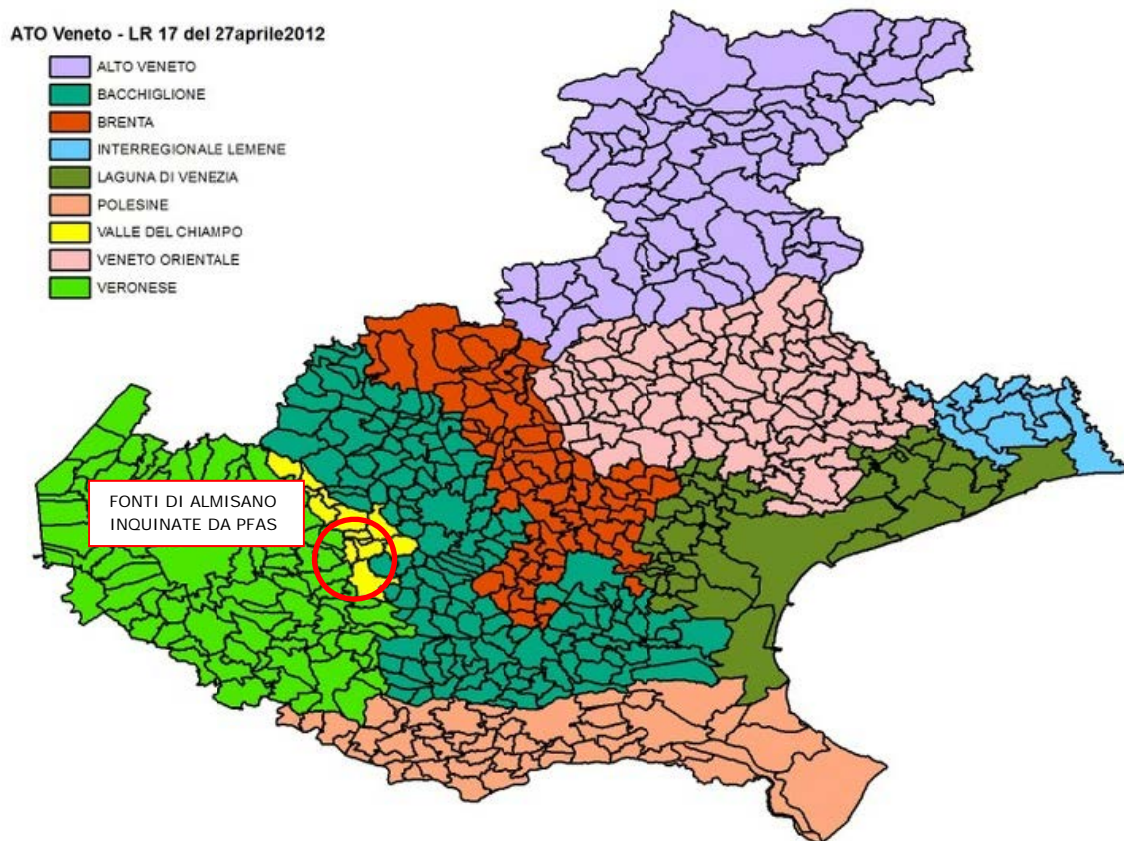 ATO Veneto - LR 17 del 27aprile2012
ALTO VENETO
BACCHIGLIONE
BRENTA
INTERREGIONALE LEMENE
LAGUNA DI VENEZIA
POLESINE
VALLE DEL CHIAMPO
VENETO ORIENTALE
VERONESE
FONTI DI ALMISANO
INQUINATE DA PFAS